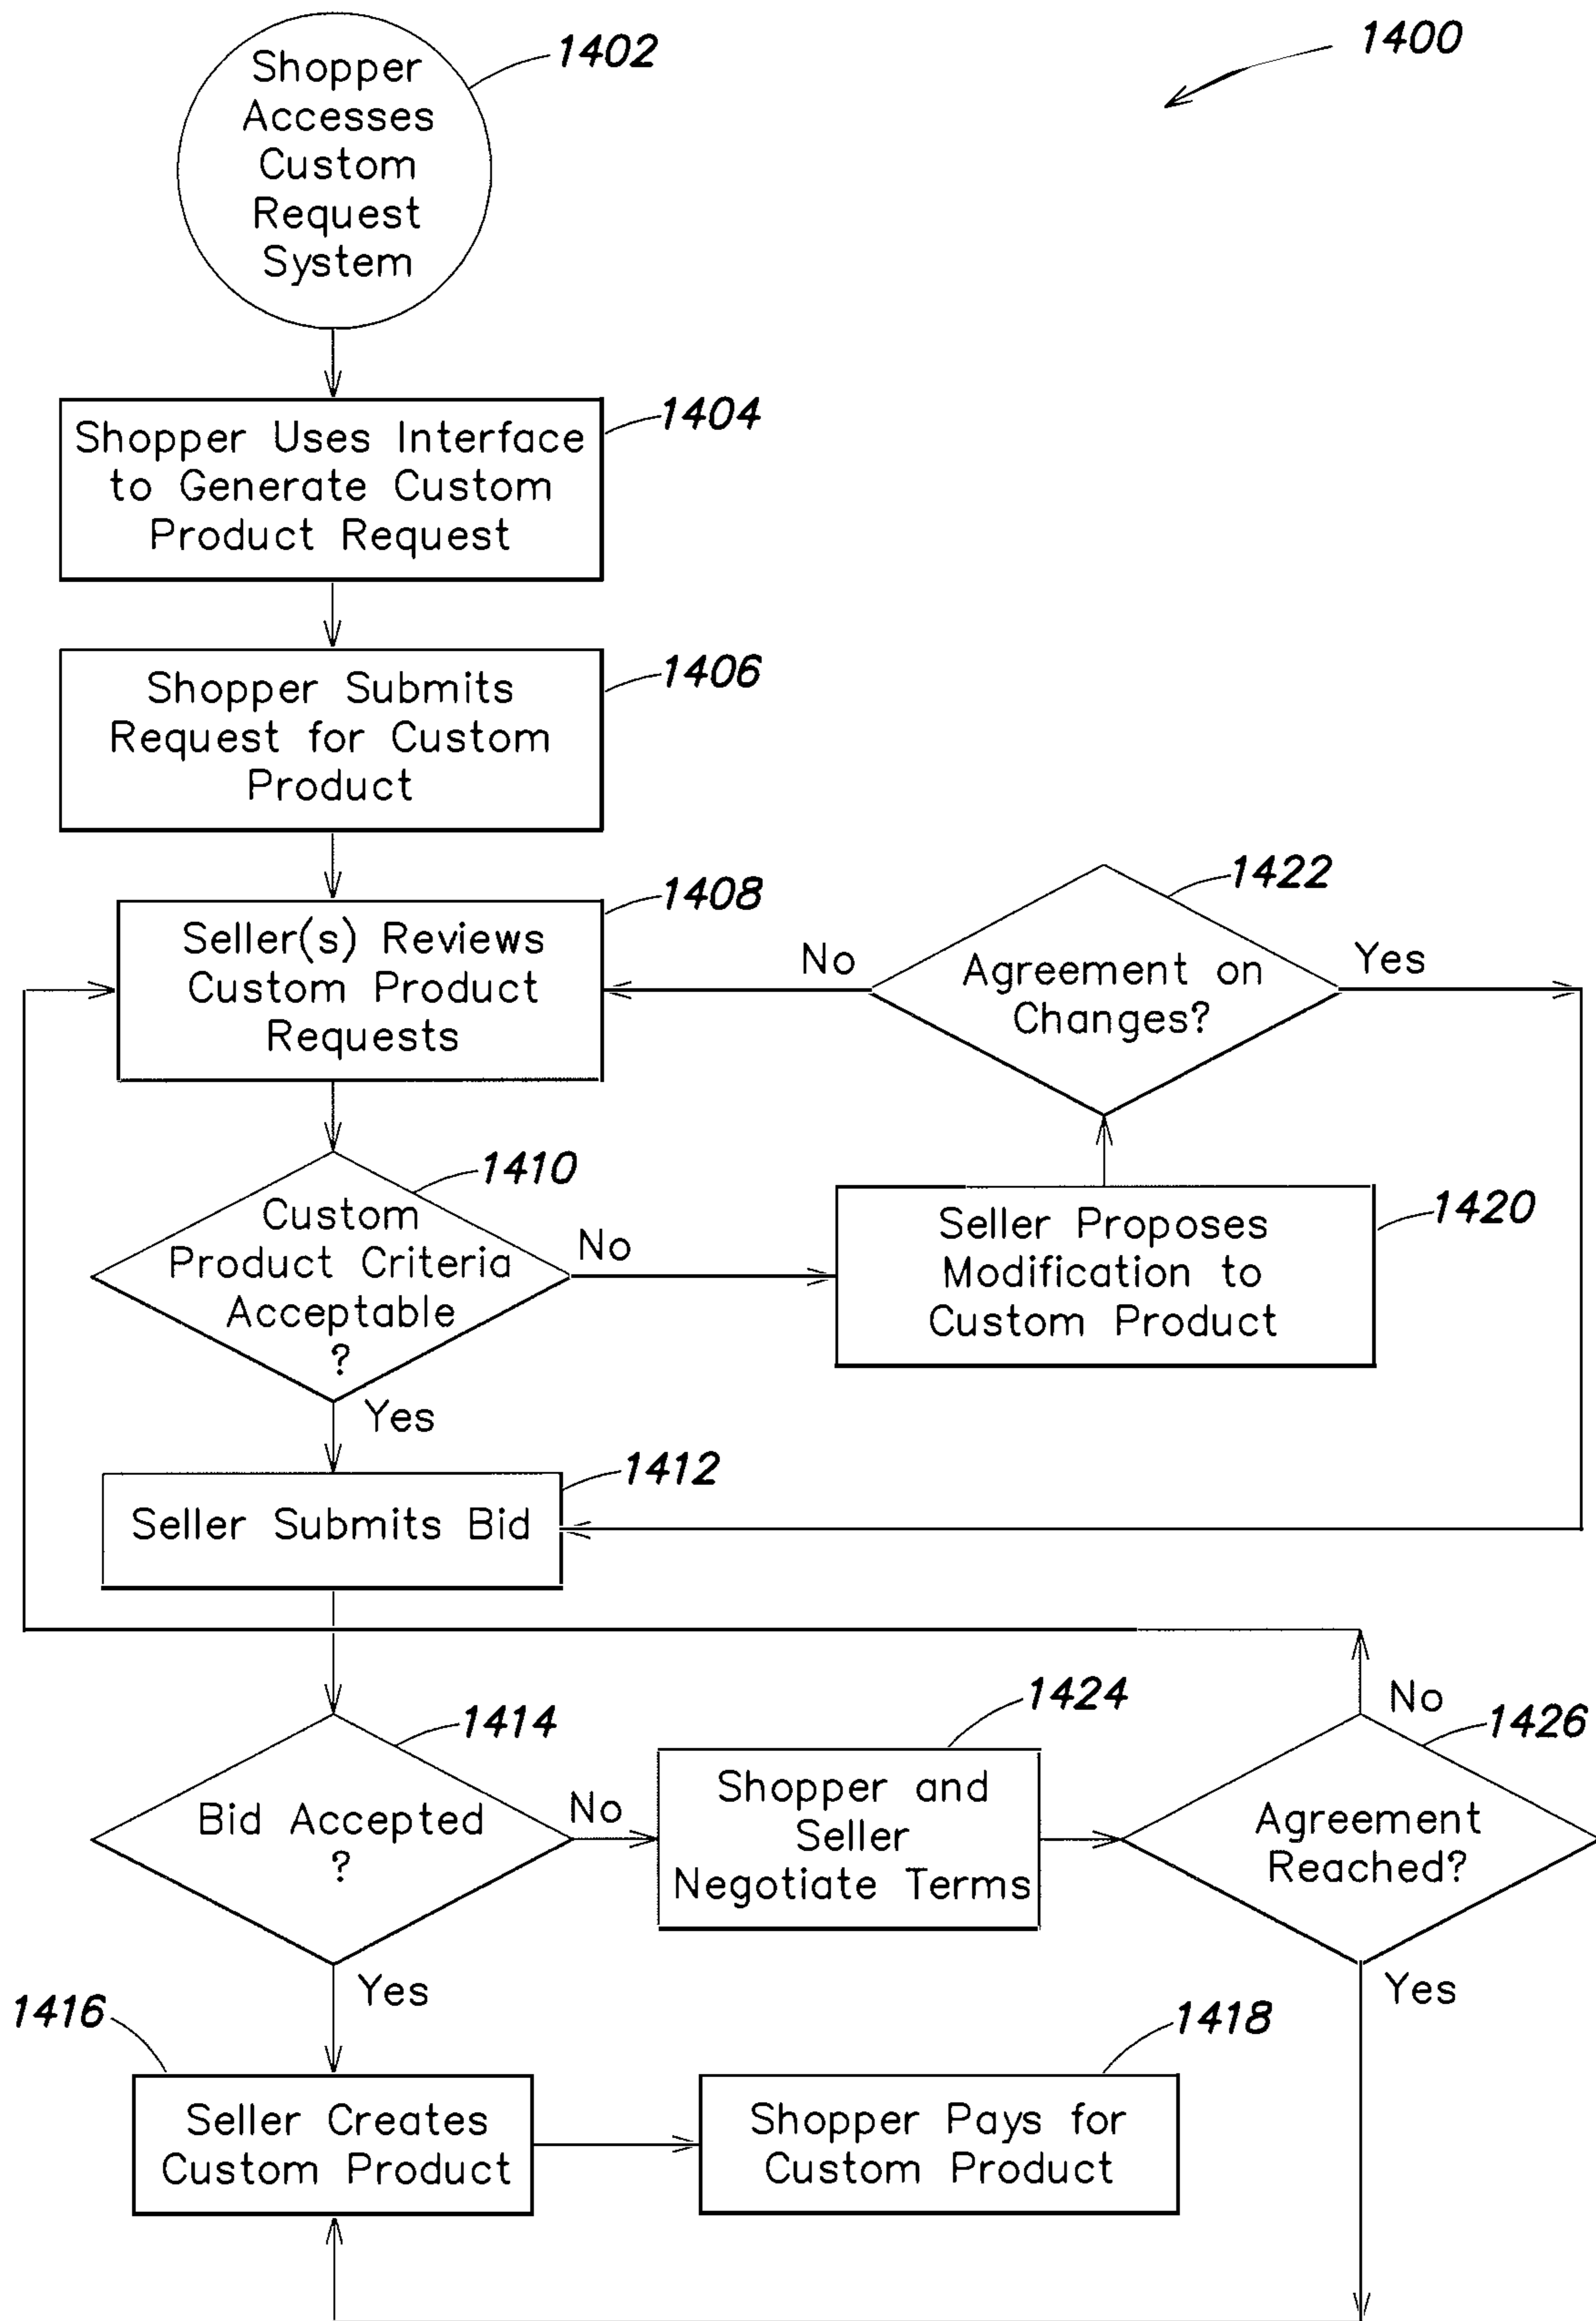 1400
Shopper
Accesses
Custom
Request
System
1402
Shopper Uses Interface
to Generate Custom
Product Request
1404
Shopper Submits
Request for Custom
Product
1406
Seller(s) Reviews
Custom Product
Requests
1408
Agreement on
Changes?
1422
No
Yes
Custom
Product Criteria
Acceptable
?
1410
No
Yes
Seller Proposes
Modification to
Custom Product
1420
Seller Submits Bid
1412
Bid Accepted
?
1414
No
Yes
Shopper and
Seller
Negotiate Terms
1424
Agreement
Reached?
1426
No
Yes
1416
Seller Creates
Custom Product
Shopper Pays for
Custom Product
1418